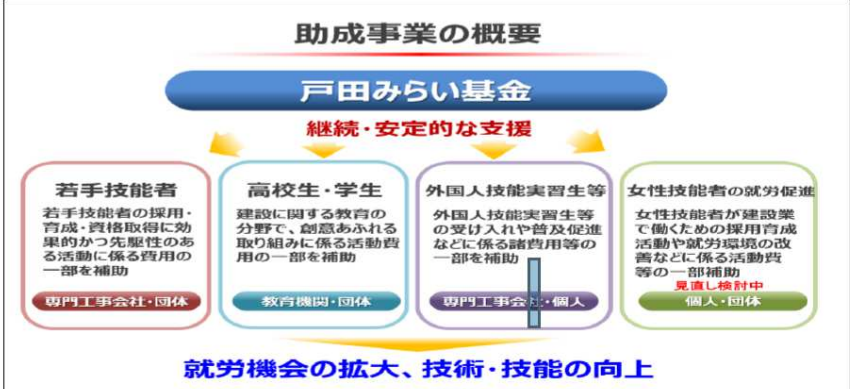 助成事業の概要
戸田みらい基金
継続・安定的な支援
若手技能者
若手技能者の採用・
育成・資格取得に効
果的かつ先駆性のあ
る活動に係る費用の
一部を補助
専門工事会社・団体
高校生・学生
建設に関する教育の
分野で、創意あふれる
取り組みに係る活動費
用の一部を補助
教育機関・団体
外国人技能実習生等
外国人技能実習生等
の受け入れや普及促進
などに係る諸費用等の
一部を補助
専門工事会社・個人
女性技能者の就労促進
女性技能者が建設業
で働くための採用育成
活動や就労環境の改
善などに係る活動費
等の一部補助
見直し検討中
個人・団体
就労機会の拡大、技術・技能の向上